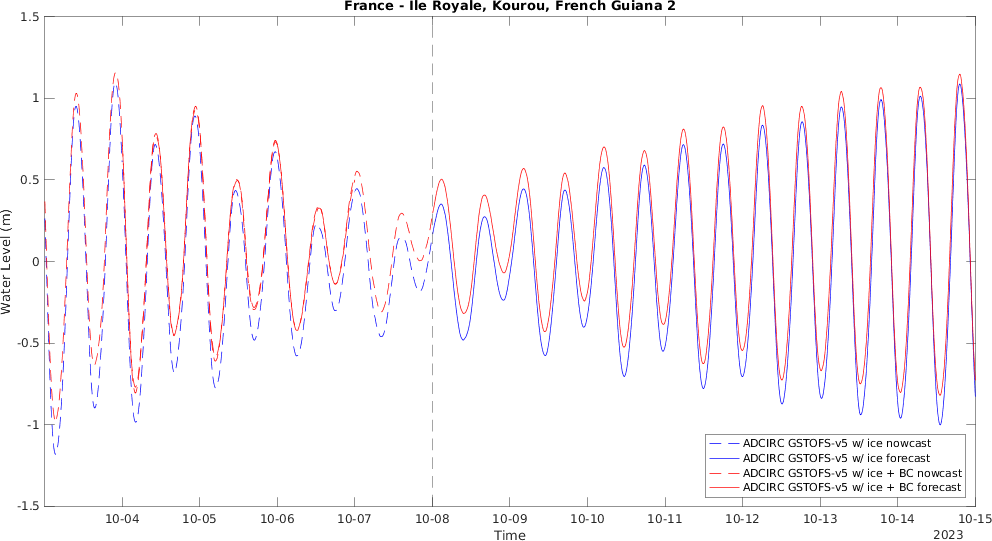 France - Ile Royale, Kourou, French Guiana 2
1.5
1
0.5
0
-0.5
-1
-1.5
Water Level (m)
ADCIRC GSTOFS-v5 w/ ice nowcast
ADCIRC GSTOFS-v5 w/ ice forecast
ADCIRC GSTOFS-v5 w/ ice + BC nowcast
ADCIRC GSTOFS-v5 w/ ice + BC forecast
10-04 10-05 10-06 10-07 10-08 10-09 10-10 10-11 10-12 10-13 10-14 10-15
Time 2023